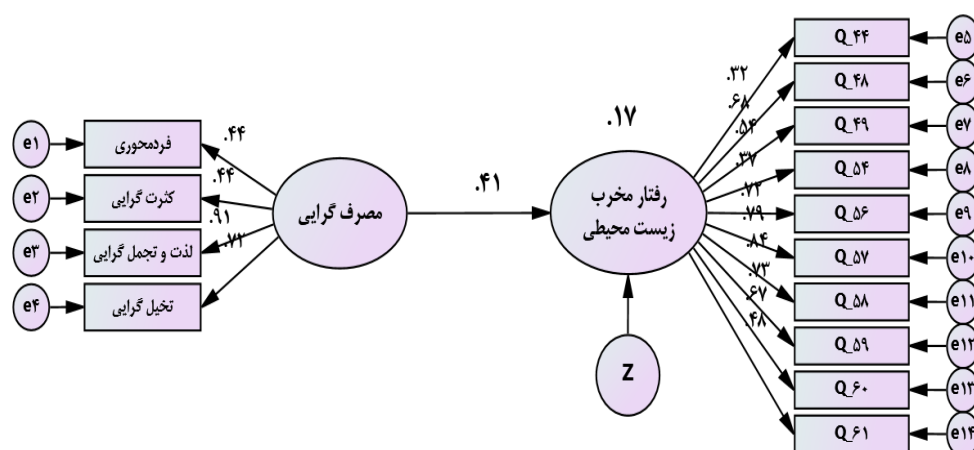 e۱
فردمحوری
e۲
کثرت گرایی
e۳
لذت و تجمل گرایی
e۴
تخیل گرایی
.۴۴
.۴۴
.۹۱
.۷۲
مصرف گرایی
.۴۱
.۱۷
رفتار مخرب
زیست محیطی
Z
.۳۲
.۶۸
.۵۴
.۳۷
.۷۲
.۷۹
.۸۴
.۷۳
.۶۷
.۴۸
Q_۴۴
e۵
Q_۴۸
e۶
Q_۴۹
e۷
Q_۵۴
e۸
Q_۵۶
e۹
Q_۵۷
e۱۰
Q_۵۸
e۱۱
Q_۵۹
e۱۲
Q_۶۰
e۱۳
Q_۶۱
e۱۴